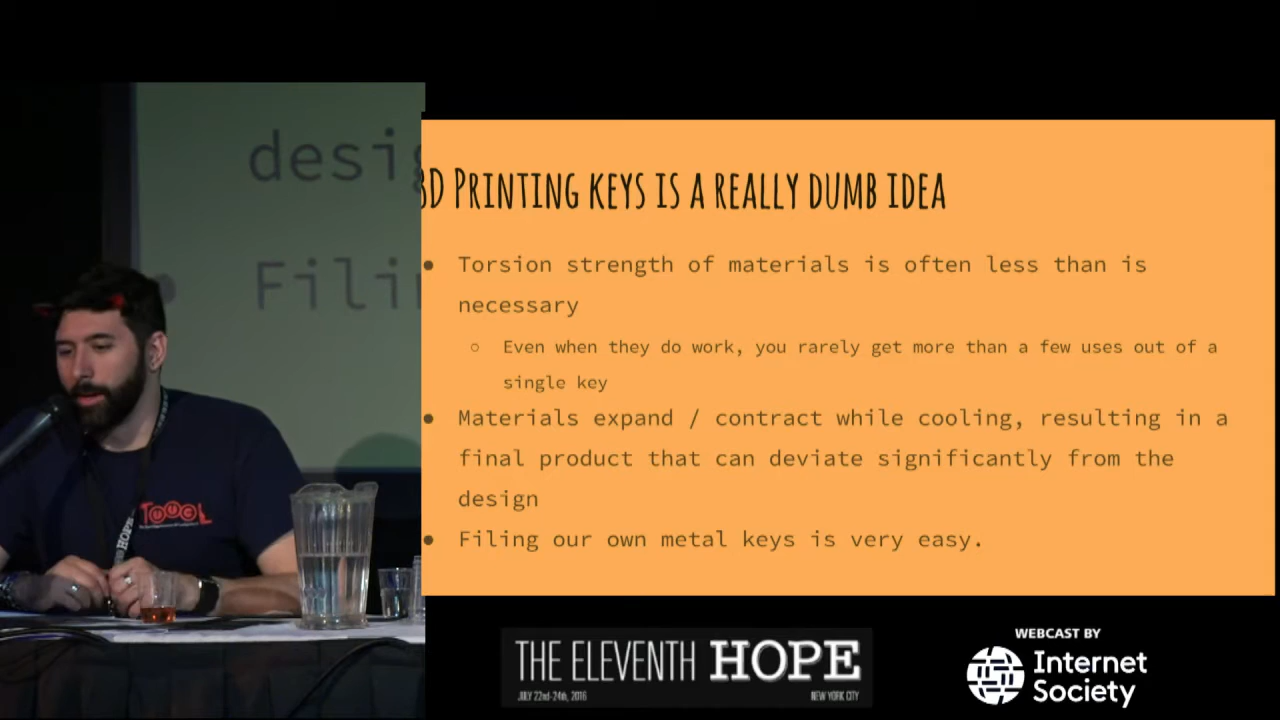 desig
Filin
3D PRINTING KEYS IS A REALLY DUMB IDEA
• Torsion strength of materials is often less than is
necessary
○ Even when they do work, you rarely get more than a few uses out of a
single key
• Materials expand / contract while cooling, resulting in a
final product that can deviate significantly from the
design
• Filing our own metal keys is very easy.
TOOOL
HOPE
THE ELEVENTH HOPE
JULY 22nd-24th, 2016
NEW YORK CITY
WEBCAST BY
Internet
Society